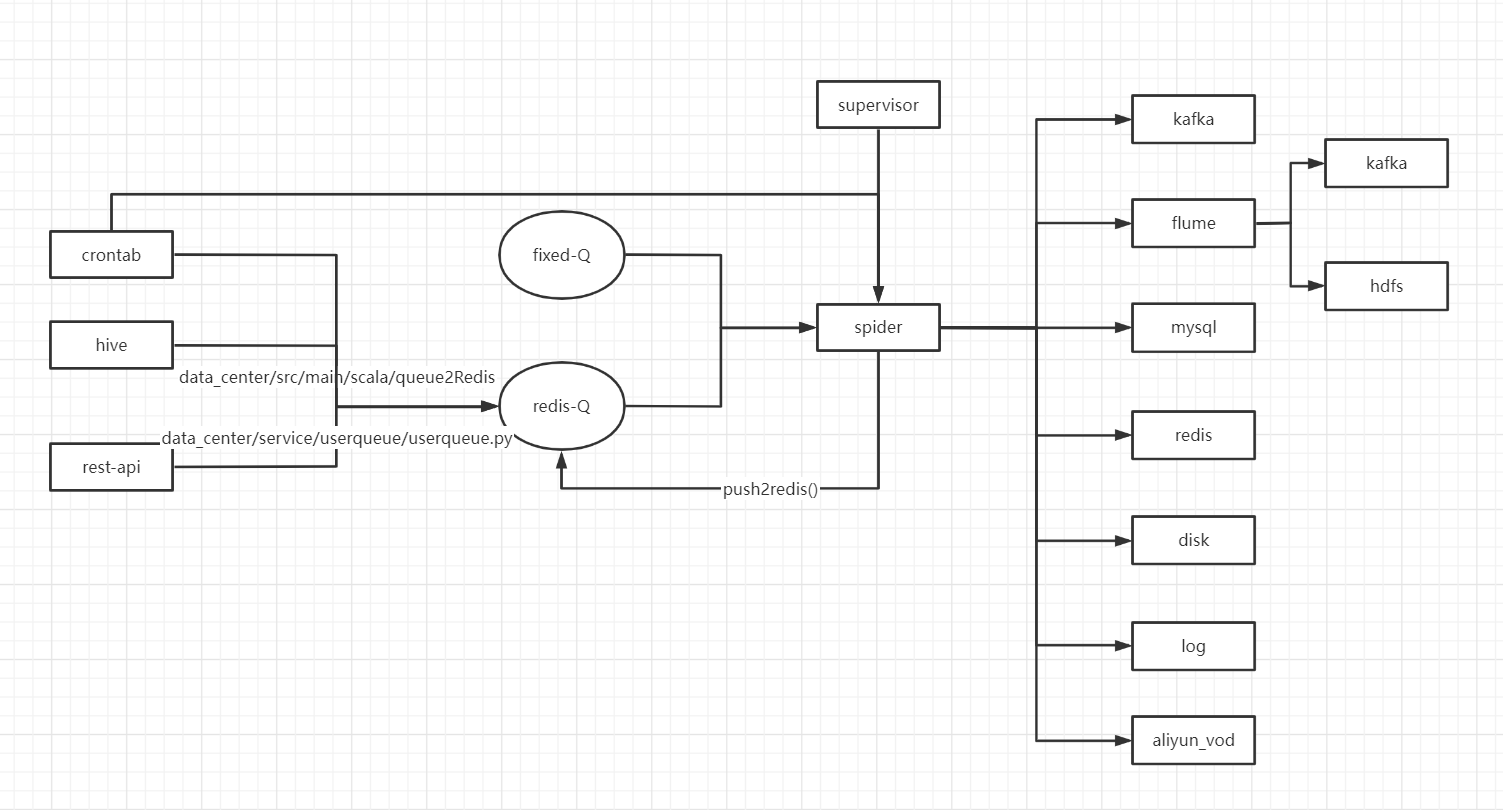 supervisor
kafka
kafka
flume
crontab
fixed-Q
hdfs
spider
mysql
hive
data_center/src/main/scala/queue2Redis
redis-Q
data_center/service/userqueue/userqueue.py
redis
rest-api
push2redis()
disk
log
aliyun_vod